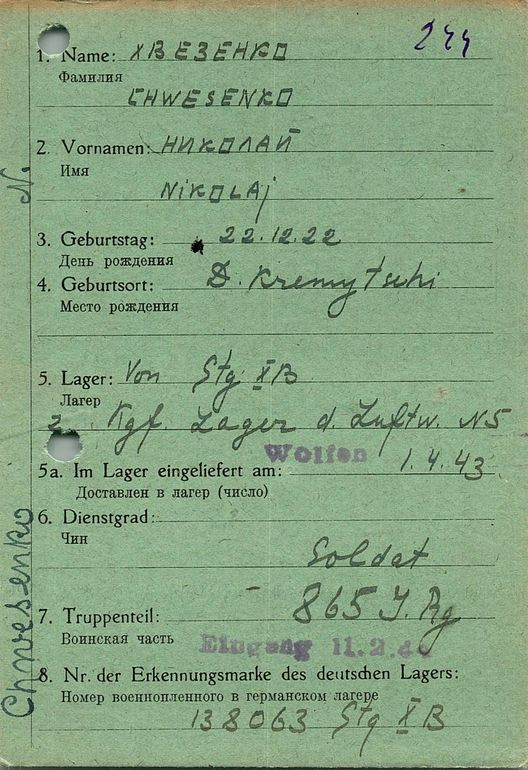 244
1. Name: ХВЕЗЕНКО
Фамилия
CHWESENKO
2. Vornamen: НИКОЛАЙ
Имя
NiKOLAj
3. Geburtstag: 22.12.22
День рождения
4. Geburtsort: D. Kremytschi
Место рождения
5. Lager: Von Stg XB
Лагер
z. Kgf. Lager d. Luftw. N5
Wolfen
5a. Im Lager eingeliefert am: 1.4.43
Доставлен в лагер (число)
6. Dienstgrad:
Чин
Soldat
7. Truppenteil: 865 J. Rg
Воинская часть
Eingang 11.2.
8. Nr. der Erkennungsmarke des deutschen Lagers:
Номер военнопленного в германском лагере
138063 Stg X B
Chwesenko N.